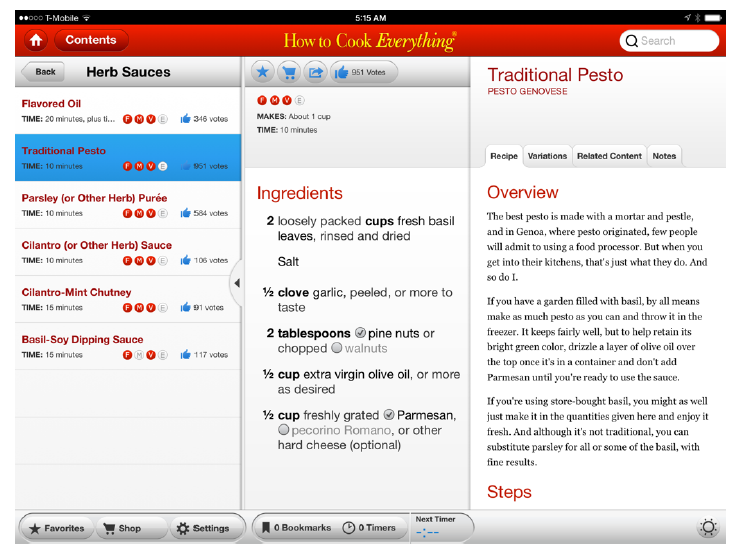 T-Mobile
5:15 AM
Contents
How to Cook Everything®
Search
Back
Herb Sauces
951 Votes
Traditional Pesto
PESTO GENOVESE
Flavored Oil
TIME: 20 minutes, plus ti... F M V E 346 votes
Traditional Pesto
TIME: 10 minutes F M V E 951 votes
Parsley (or Other Herb) Purée
TIME: 10 minutes F M V E 584 votes
Cilantro (or Other Herb) Sauce
TIME: 10 minutes F M V E 106 votes
Cilantro-Mint Chutney
TIME: 15 minutes F M V E 91 votes
Basil-Soy Dipping Sauce
TIME: 15 minutes F M V E 117 votes
F M V E
MAKES: About 1 cup
TIME: 10 minutes
Ingredients
2 loosely packed cups fresh basil
leaves, rinsed and dried
Salt
½ clove garlic, peeled, or more to
taste
2 tablespoons pine nuts or
chopped walnuts
½ cup extra virgin olive oil, or more
as desired
½ cup freshly grated Parmesan,
pecorino Romano, or other
hard cheese (optional)
Recipe Variations Related Content Notes
Overview
The best pesto is made with a mortar and pestle,
and in Genoa, where pesto originated, few people
will admit to using a food processor. But when you
get into their kitchens, that's just what they do. And
so do I.
If you have a garden filled with basil, by all means
make as much pesto as you can and throw it in the
freezer. It keeps fairly well, but to help retain its
bright green color, drizzle a layer of olive oil over
the top once it's in a container and don't add
Parmesan until you're ready to use the sauce.
If you're using store-bought basil, you might as well
just make it in the quantities given here and enjoy it
fresh. And although it's not traditional, you can
substitute parsley for all or some of the basil, with
fine results.
Steps
Favorites Shop Settings
0 Bookmarks 0 Timers
Next Timer
-:--